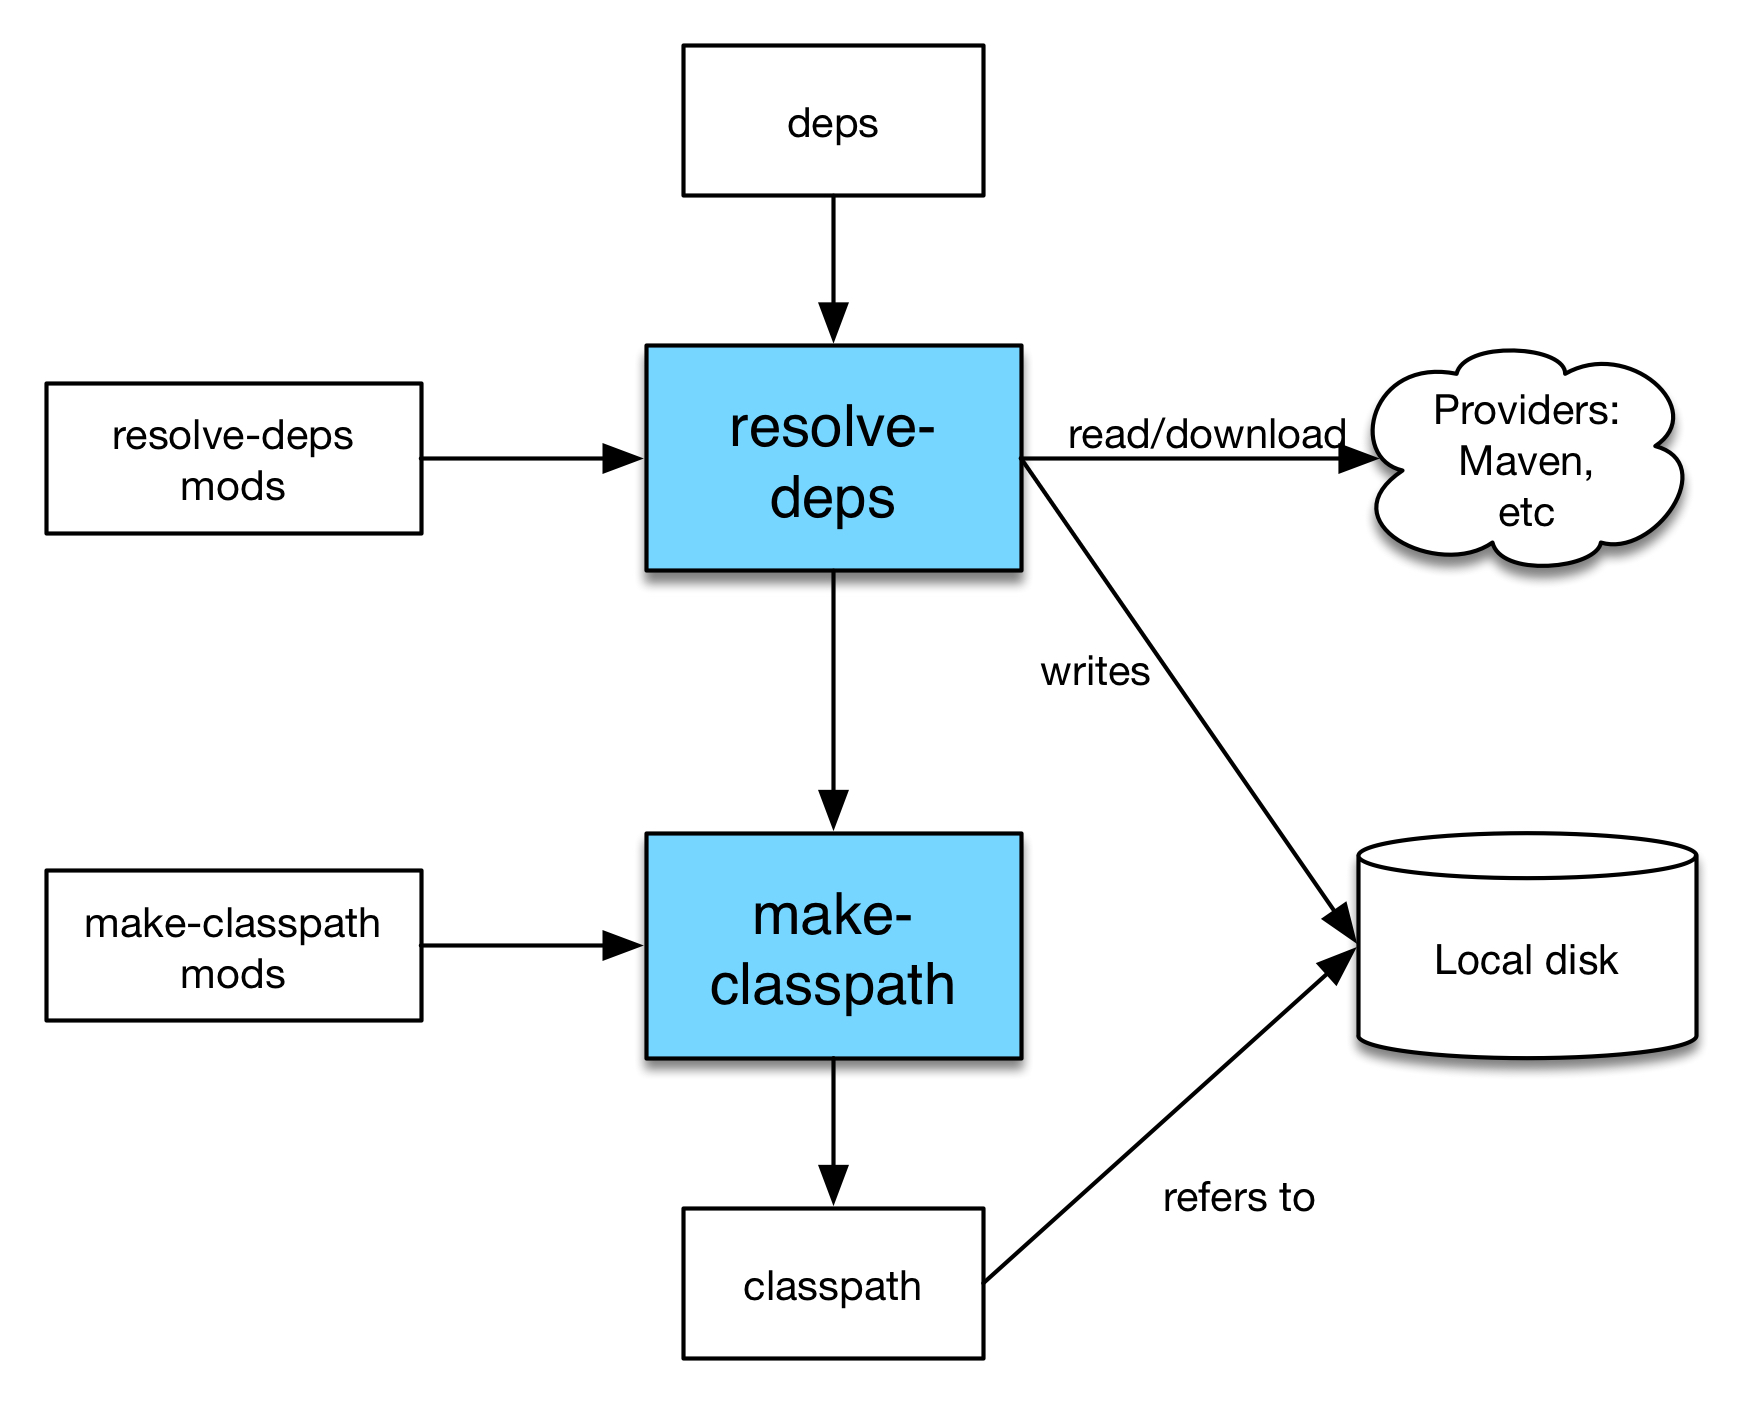 deps
resolve-deps
mods
resolve-
deps
read/download
Providers:
Maven,
etc
writes
make-classpath
mods
make-
classpath
Local disk
refers to
classpath